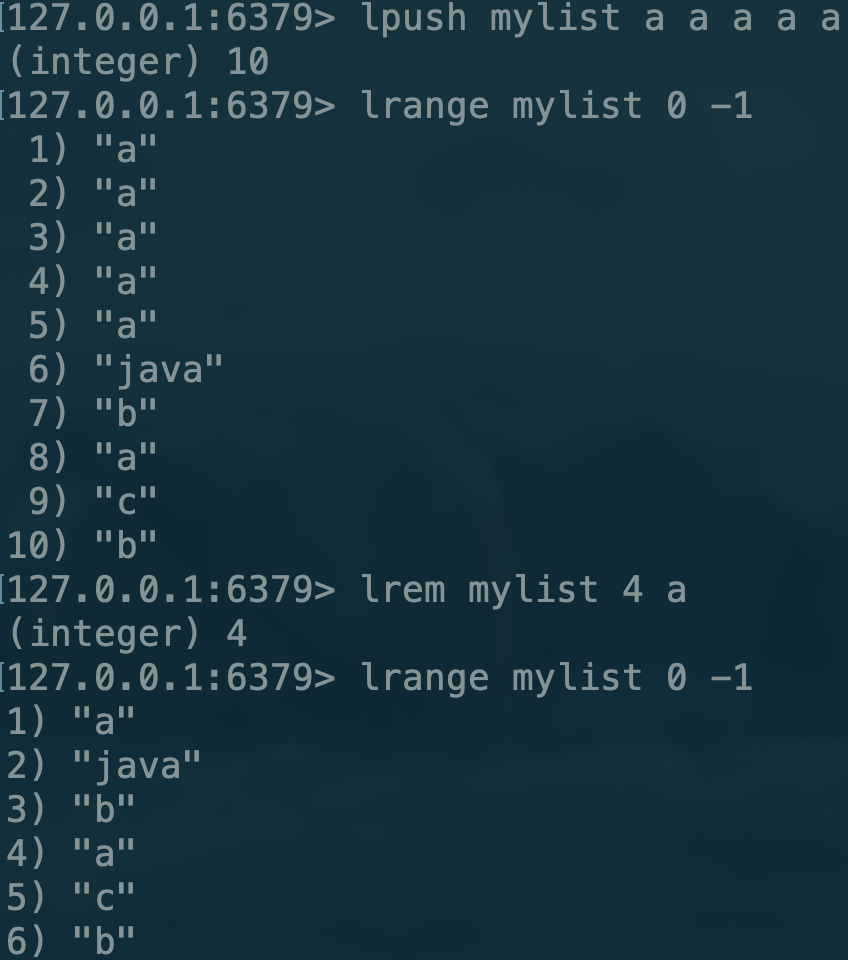 [127.0.0.1:6379> lpush mylist a a a a a
(integer) 10
[127.0.0.1:6379> lrange mylist 0 -1
1) "a"
2) "a"
3) "a"
4) "a"
5) "a"
6) "java"
7) "b"
8) "a"
9) "c"
10) "b"
[127.0.0.1:6379> lrem mylist 4 a
(integer) 4
[127.0.0.1:6379> lrange mylist 0 -1
1) "a"
2) "java"
3) "b"
4) "a"
5) "c"
6) "b"